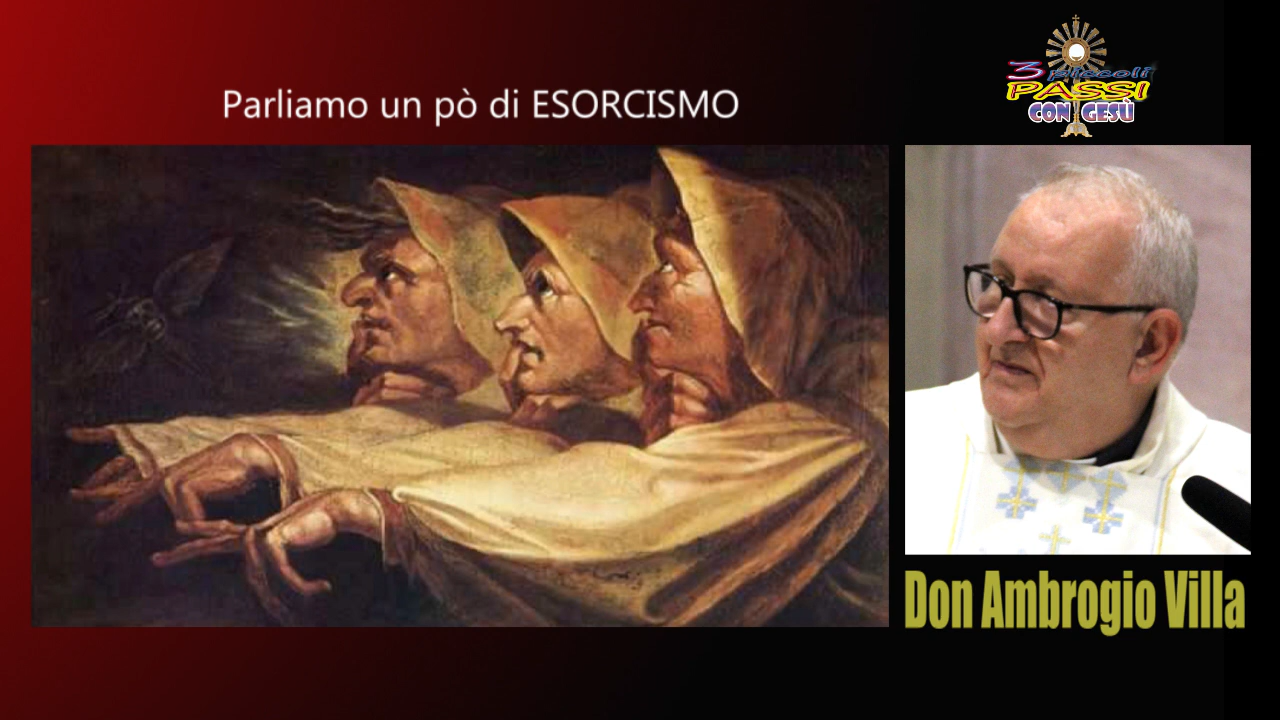 3 piccoli
PASSI
CON GESÙ
Parliamo un pò di ESORCISMO
Don Ambrogio Villa